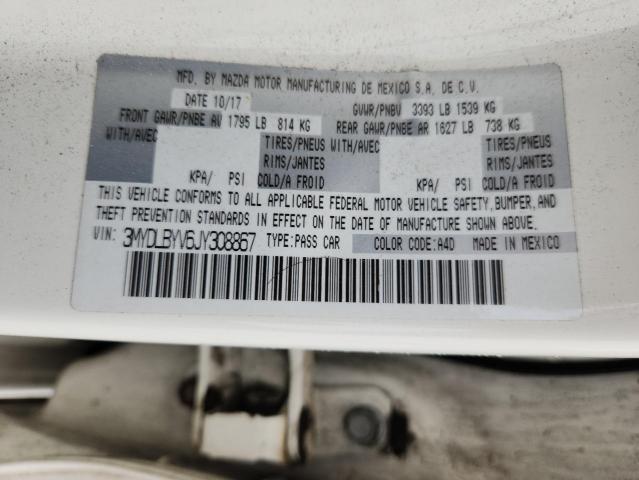 MFD. BY MAZDA MOTOR MANUFACTURING DE MEXICO S.A. DE C.V.
DATE 10/17 GVWR/PNBV 3393 LB 1539 KG
FRONT GAWR/PNBE AV 1795 LB 814 KG REAR GAWR/PNBE AR 1627 LB 738 KG
WITH/AVEC TIRES/PNEUS WITH/AVEC TIRES/PNEUS
RIMS/JANTES RIMS/JANTES
KPA/ PSI COLD/A FROID KPA/ PSI COLD/A FROID
THIS VEHICLE CONFORMS TO ALL APPLICABLE FEDERAL MOTOR VEHICLE SAFETY, BUMPER, AND
THEFT PREVENTION STANDARDS IN EFFECT ON THE DATE OF MANUFACTURE SHOWN ABOVE.
VIN: 3MYDLBYV6JY308867 TYPE:PASS CAR COLOR CODE:A4D MADE IN MEXICO